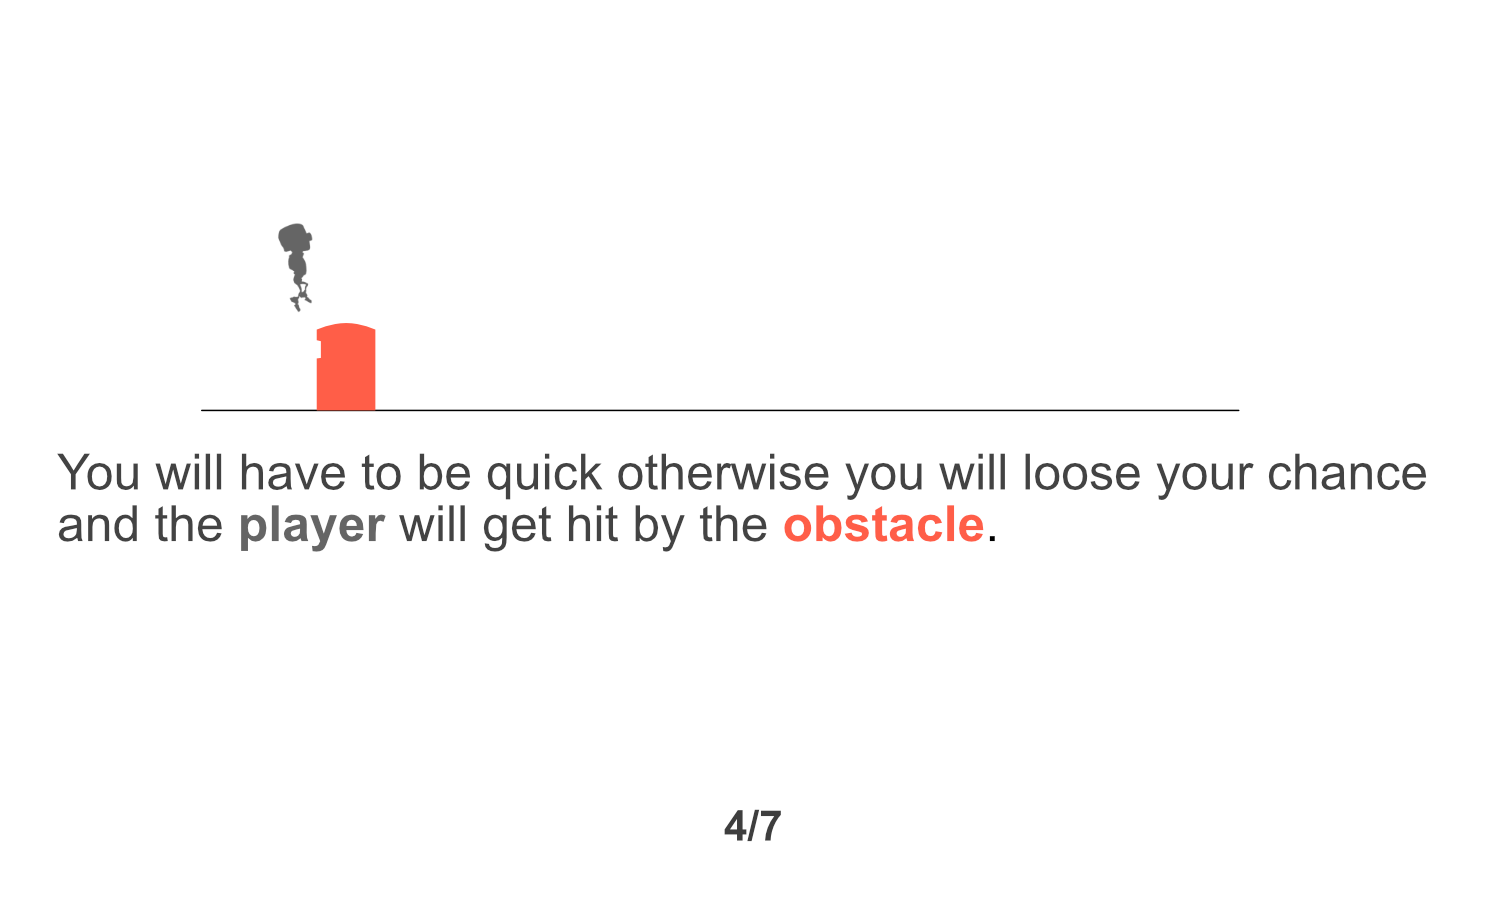 You will have to be quick otherwise you will loose your chance
and the player will get hit by the obstacle.
4/7